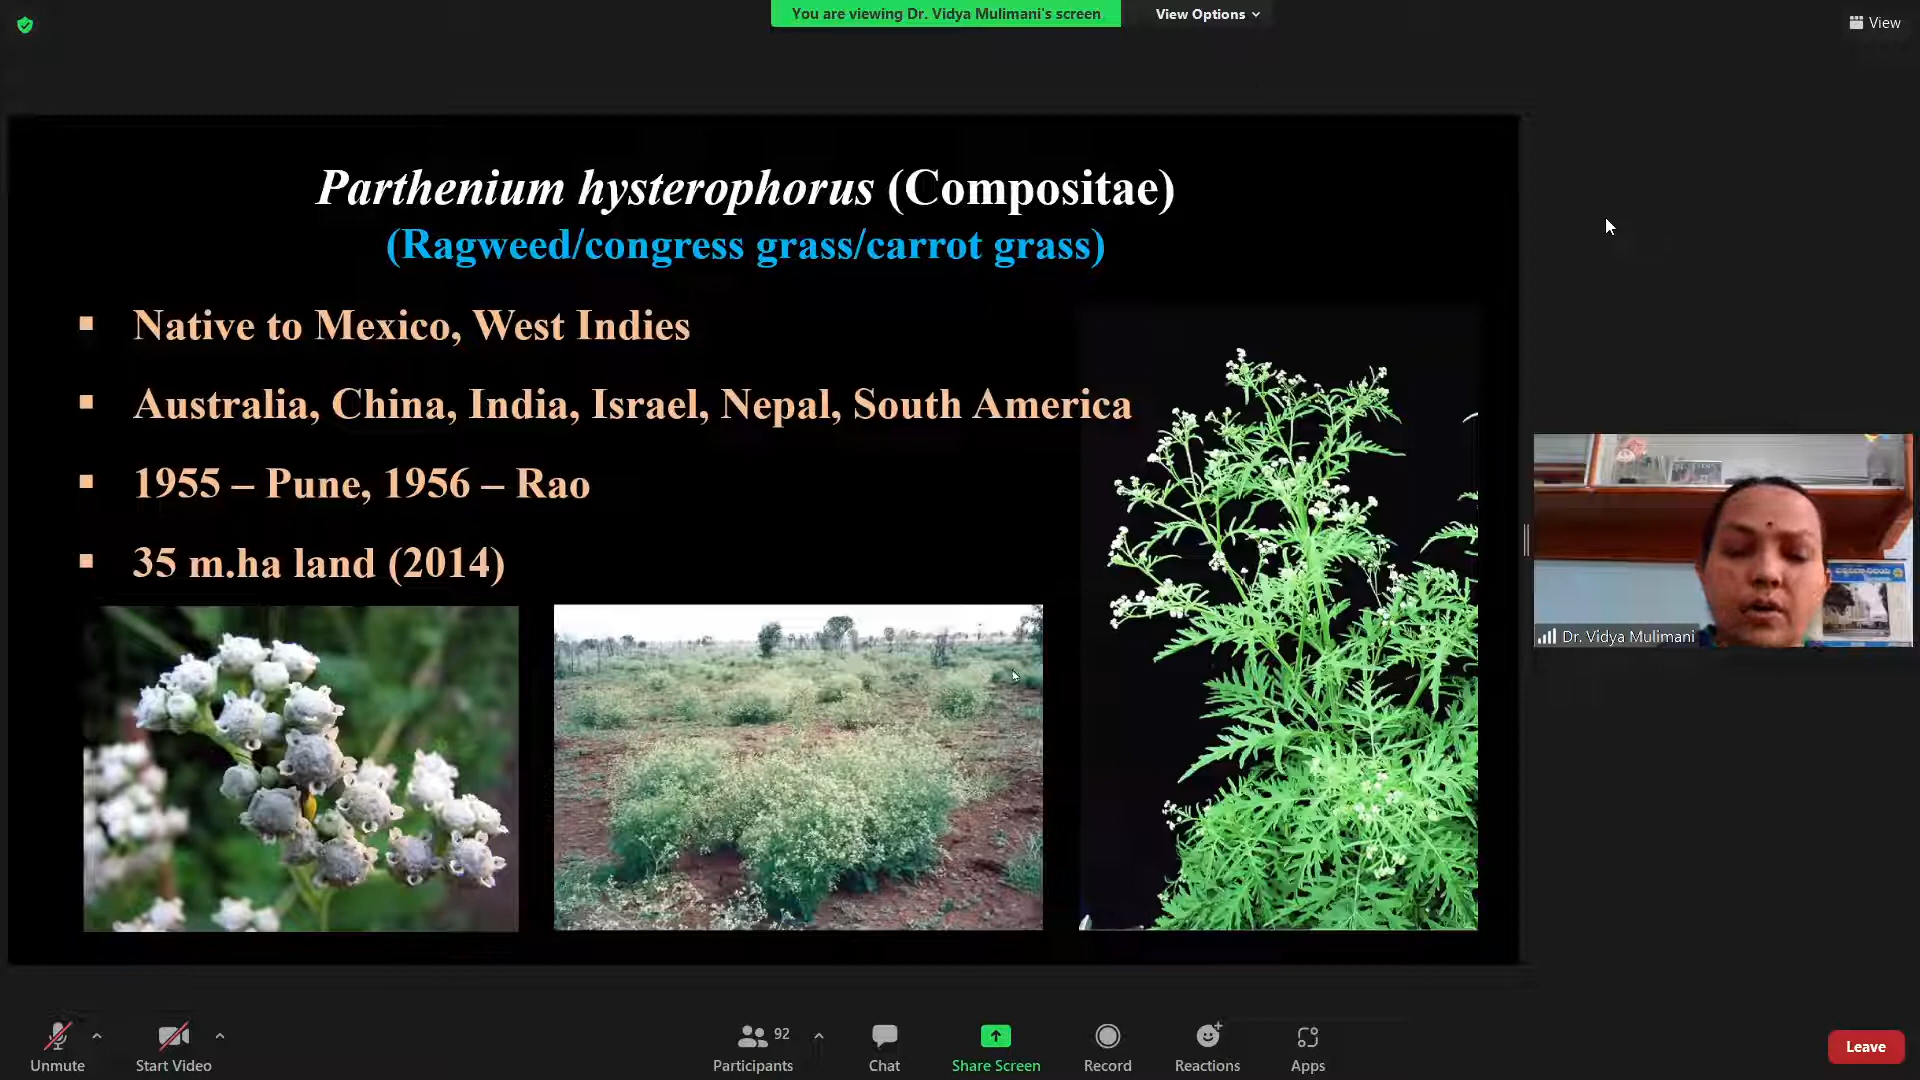 You are viewing Dr. Vidya Mulimani's screen
View Options
View
Parthenium hysterophorus (Compositae)
(Ragweed/congress grass/carrot grass)
Native to Mexico, West Indies
Australia, China, India, Israel, Nepal, South America
1955 – Pune, 1956 – Rao
35 m.ha land (2014)
Dr. Vidya Mulimani
Unmute
Start Video
92
Participants
Chat
Share Screen
Record
Reactions
Apps
Leave